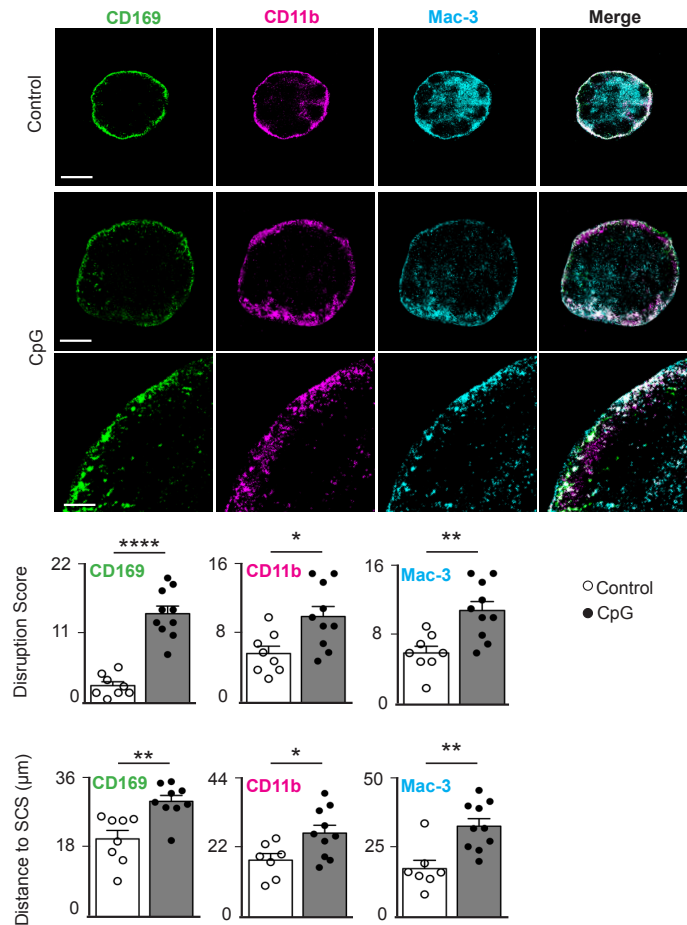 CD169 CD11b Mac-3 Merge
Control
CpG
**** * **
22 CD169 16 CD11b 16 Mac-3
Control
CpG
Disruption Score
11 8 8
0 0 0
** * **
36 CD169 44 CD11b 50 Mac-3
Distance to SCS (µm)
18 22 25
0 0 0